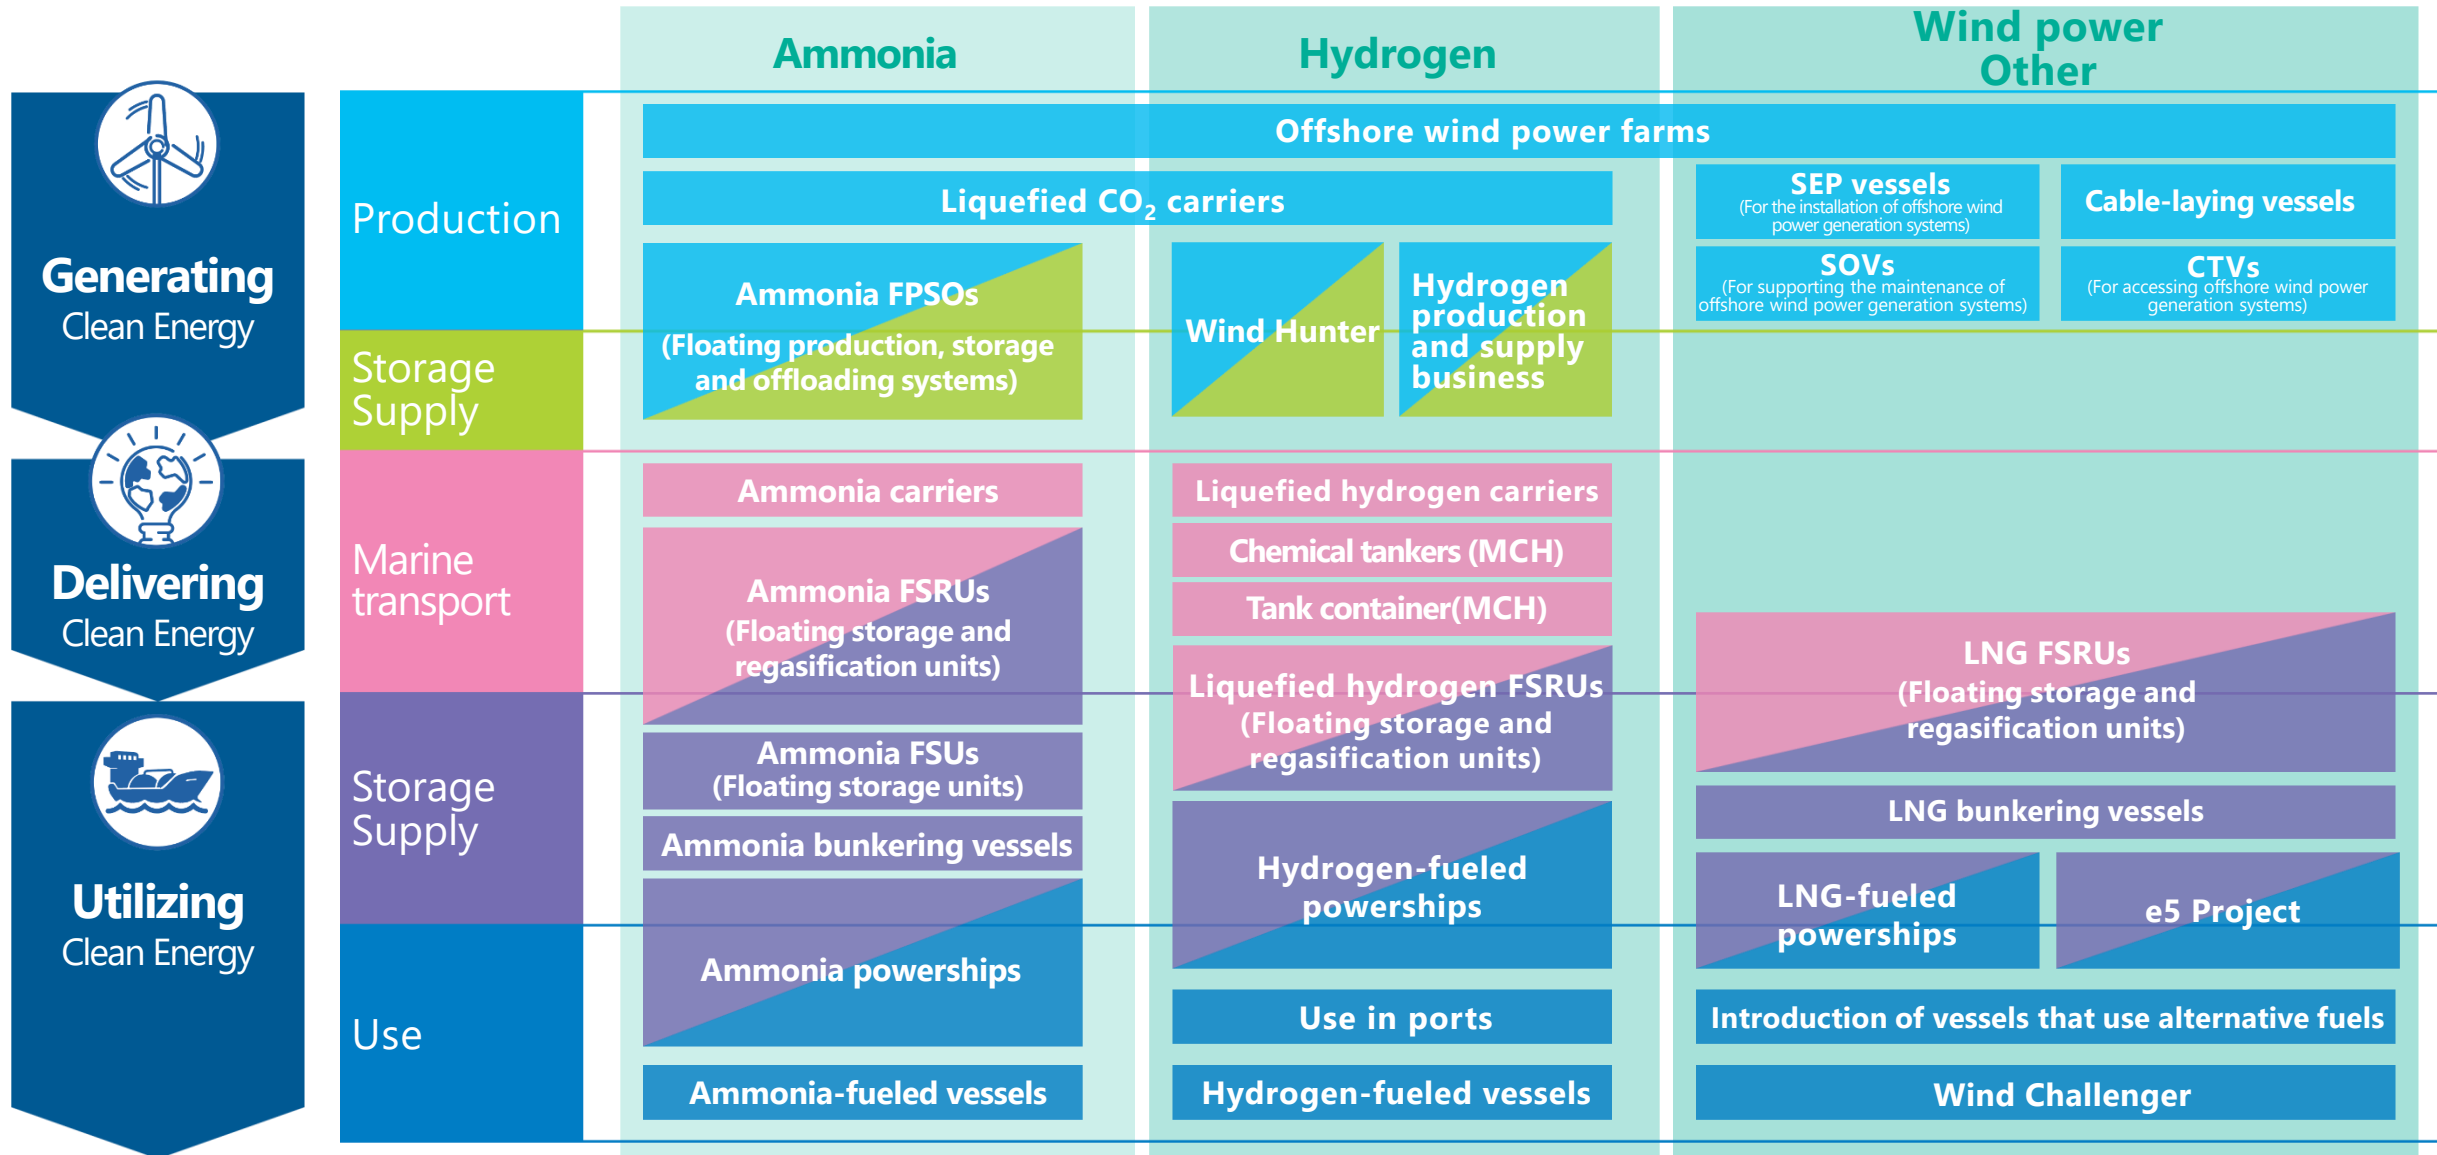 Ammonia
Hydrogen
Wind power
Other
Generating
Clean Energy
Delivering
Clean Energy
Utilizing
Clean Energy
Production
Storage
Supply
Marine
transport
Storage
Supply
Use
Offshore wind power farms
Liquefied CO₂ carriers
SEP vessels
(For the installation of offshore wind
power generation systems)
Cable-laying vessels
SOVs
(For supporting the maintenance of
offshore wind power generation systems)
CTVs
(For accessing offshore wind power
generation systems)
Ammonia FPSOs
(Floating production, storage
and offloading systems)
Wind Hunter
Hydrogen
production
and supply
business
Ammonia carriers
Ammonia FSRUs
(Floating storage and
regasification units)
Ammonia FSUs
(Floating storage units)
Ammonia bunkering vessels
Ammonia powerships
Ammonia-fueled vessels
Liquefied hydrogen carriers
Chemical tankers (MCH)
Tank container(MCH)
Liquefied hydrogen FSRUs
(Floating storage and
regasification units)
Hydrogen-fueled
powerships
Use in ports
Hydrogen-fueled vessels
LNG FSRUs
(Floating storage and
regasification units)
LNG bunkering vessels
LNG-fueled
powerships
e5 Project
Introduction of vessels that use alternative fuels
Wind Challenger